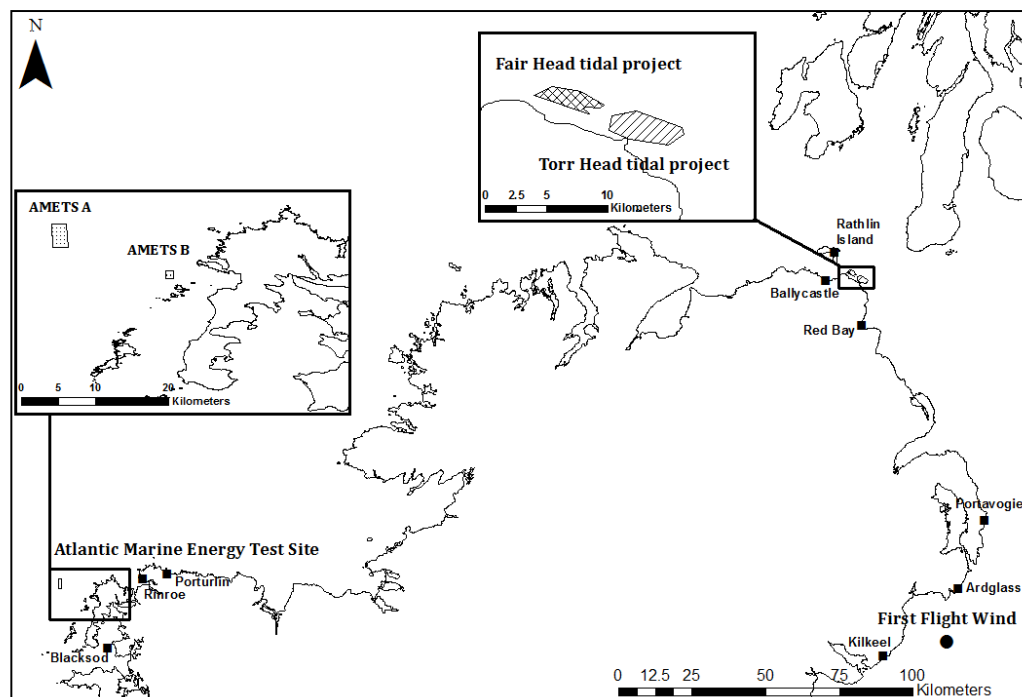 N
Fair Head tidal project
Torr Head tidal project
0 2.5 5 10
Kilometers
AMETS A
AMETS B
0 5 10 20
Kilometers
Rathlin
Island
Ballycastle
Red Bay
Portavogie
Atlantic Marine Energy Test Site
Porturlin
Rinroe
Ardglass
First Flight Wind
Kilkeel
Blacksod
0 12.5 25 50 75 100
Kilometers